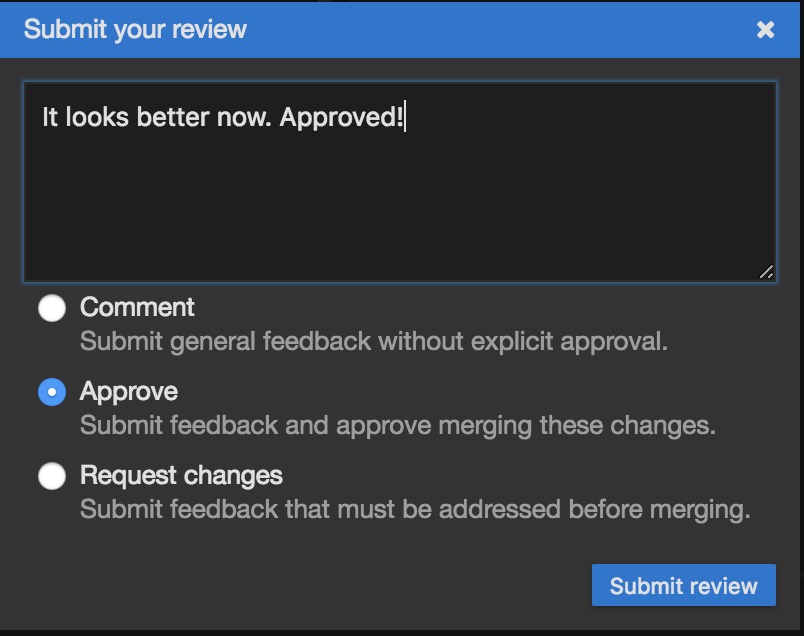 Submit your review
It looks better now. Approved!
Comment
Submit general feedback without explicit approval.
Approve
Submit feedback and approve merging these changes.
Request changes
Submit feedback that must be addressed before merging.
Submit review